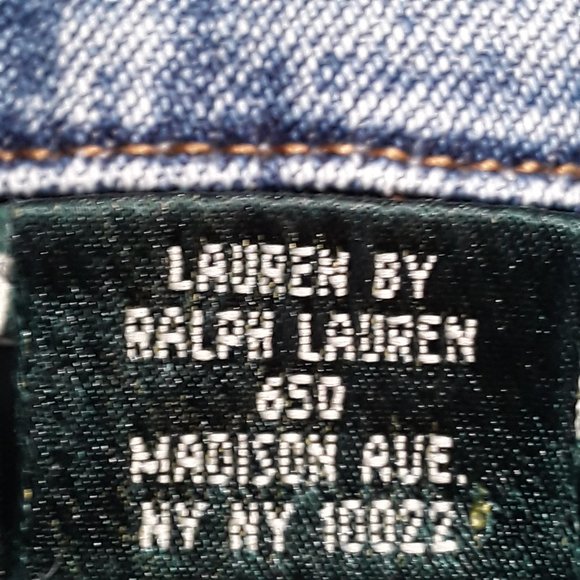 LAUREN BY
RALPH LAUREN
650
MADISON AVE.
NY NY 10022